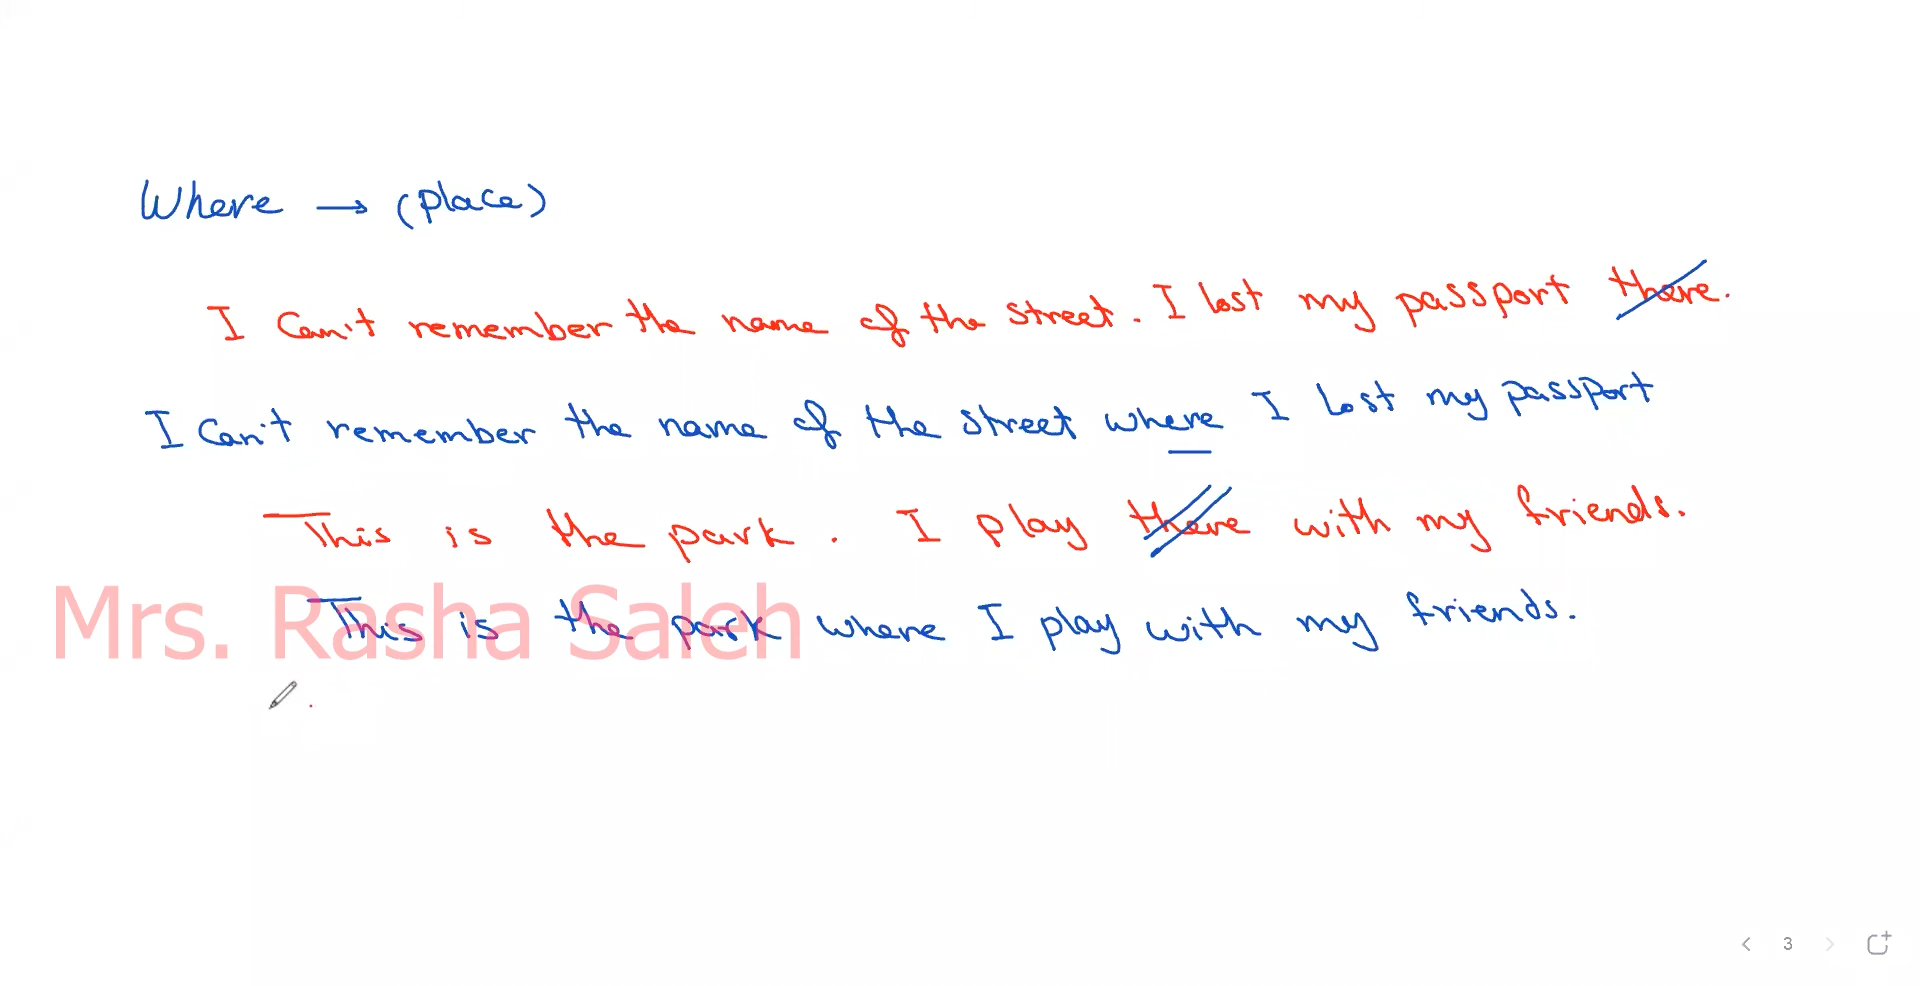 Where → (place)
I can't remember the name of the street. I lost my passport there.
I can't remember the name of the street where I lost my passport
This is the park. I play there with my friends.
Mrs. Rasha Saleh
This is the park where I play with my friends.
3